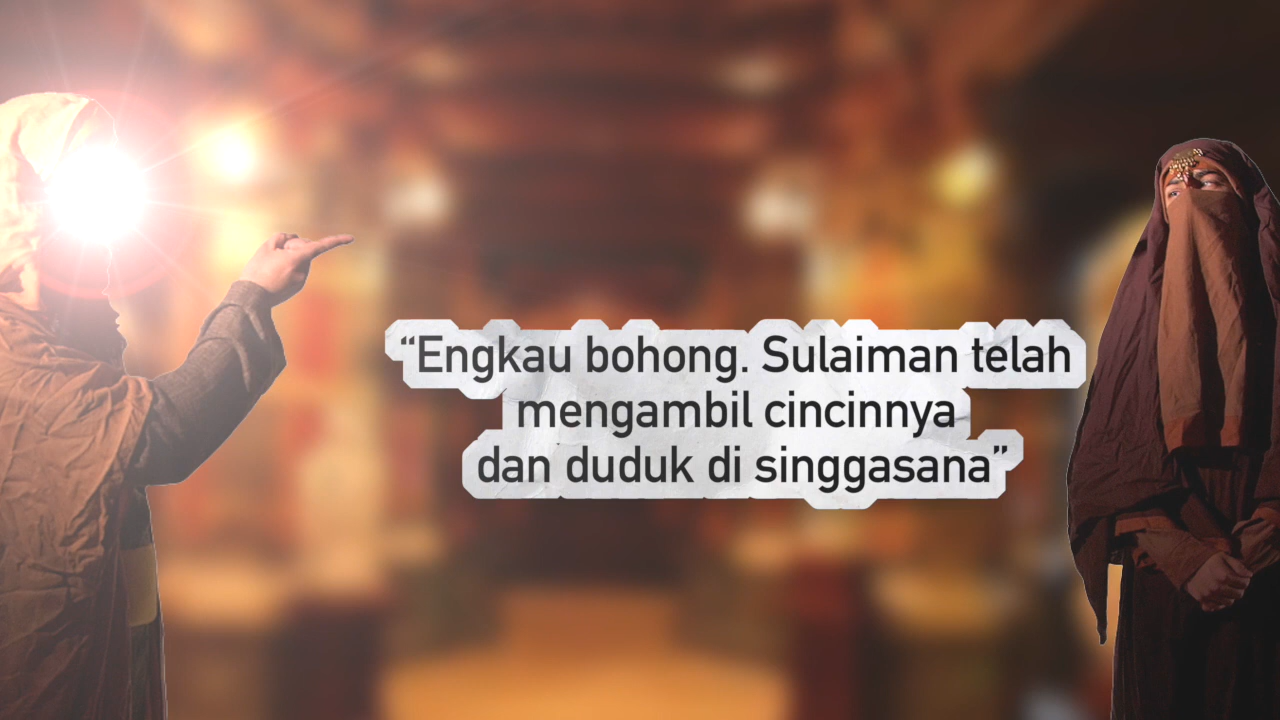 “Engkau bohong. Sulaiman telah
mengambil cincinnya
dan duduk di singgasana”